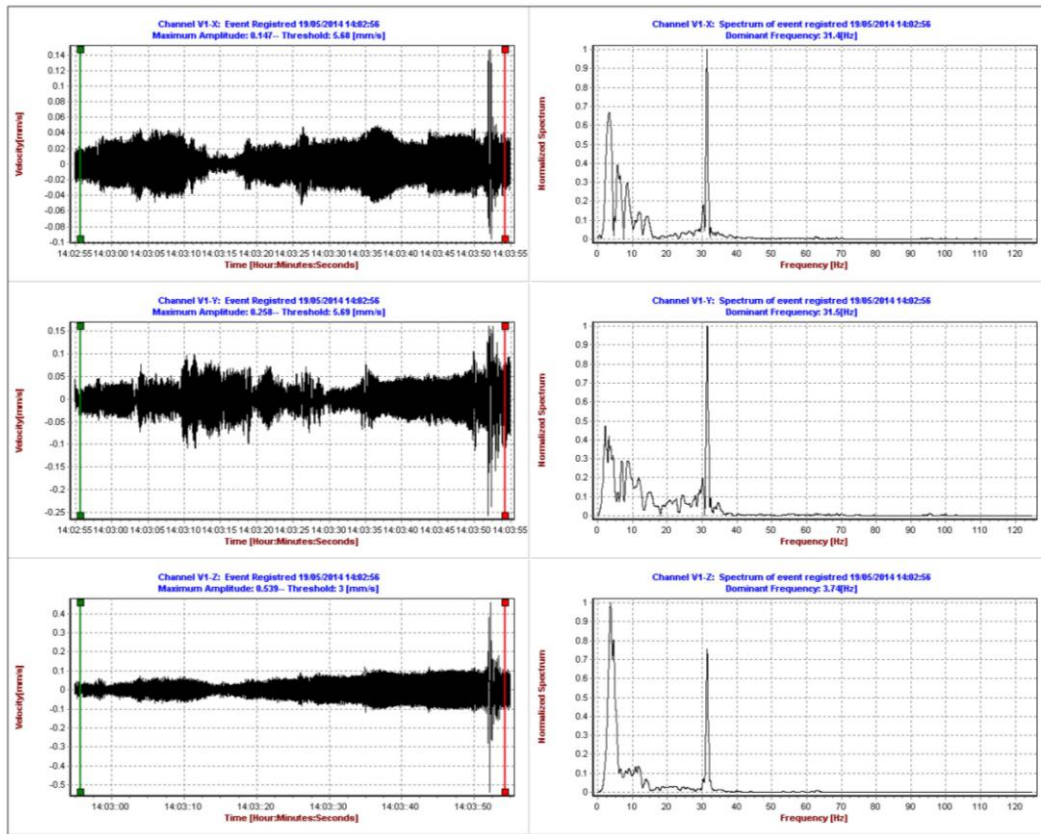 Channel V1-X: Event Registred 19/05/2014 14:02:56
Maximum Amplitude: 0.147-- Threshold: 5.68 [mm/s]
Velocity[mm/s]
0.14
0.12
0.1
0.08
0.06
0.04
0.02
0
-0.02
-0.04
-0.06
-0.08
-0.1
14:02:55 14:03:00 14:03:05 14:03:10 14:03:15 14:03:20 14:03:25 14:03:30 14:03:35 14:03:40 14:03:45 14:03:50 14:03:55
Time [Hour:Minutes:Seconds]
Channel V1-X: Spectrum of event registred 19/05/2014 14:02:56
Dominant Frequency: 31.4[Hz]
Normalized Spectrum
1
0.9
0.8
0.7
0.6
0.5
0.4
0.3
0.2
0.1
0
0 10 20 30 40 50 60 70 80 90 100 110 120
Frequency [Hz]
Channel V1-Y: Event Registred 19/05/2014 14:02:56
Maximum Amplitude: 0.258-- Threshold: 5.69 [mm/s]
Velocity[mm/s]
0.15
0.1
0.05
0
-0.05
-0.1
-0.15
-0.2
-0.25
14:02:55 14:03:00 14:03:05 14:03:10 14:03:15 14:03:20 14:03:25 14:03:30 14:03:35 14:03:40 14:03:45 14:03:50 14:03:55
Time [Hour:Minutes:Seconds]
Channel V1-Y: Spectrum of event registred 19/05/2014 14:02:56
Dominant Frequency: 31.5[Hz]
Normalized Spectrum
1
0.9
0.8
0.7
0.6
0.5
0.4
0.3
0.2
0.1
0
0 10 20 30 40 50 60 70 80 90 100 110 120
Frequency [Hz]
Channel V1-Z: Event Registred 19/05/2014 14:02:56
Maximum Amplitude: 0.539-- Threshold: 3 [mm/s]
Velocity[mm/s]
0.4
0.3
0.2
0.1
0
-0.1
-0.2
-0.3
-0.4
-0.5
14:03:00 14:03:10 14:03:20 14:03:30 14:03:40 14:03:50
Time [Hour:Minutes:Seconds]
Channel V1-Z: Spectrum of event registred 19/05/2014 14:02:56
Dominant Frequency: 3.74[Hz]
Normalized Spectrum
1
0.9
0.8
0.7
0.6
0.5
0.4
0.3
0.2
0.1
0
0 10 20 30 40 50 60 70 80 90 100 110 120
Frequency [Hz]